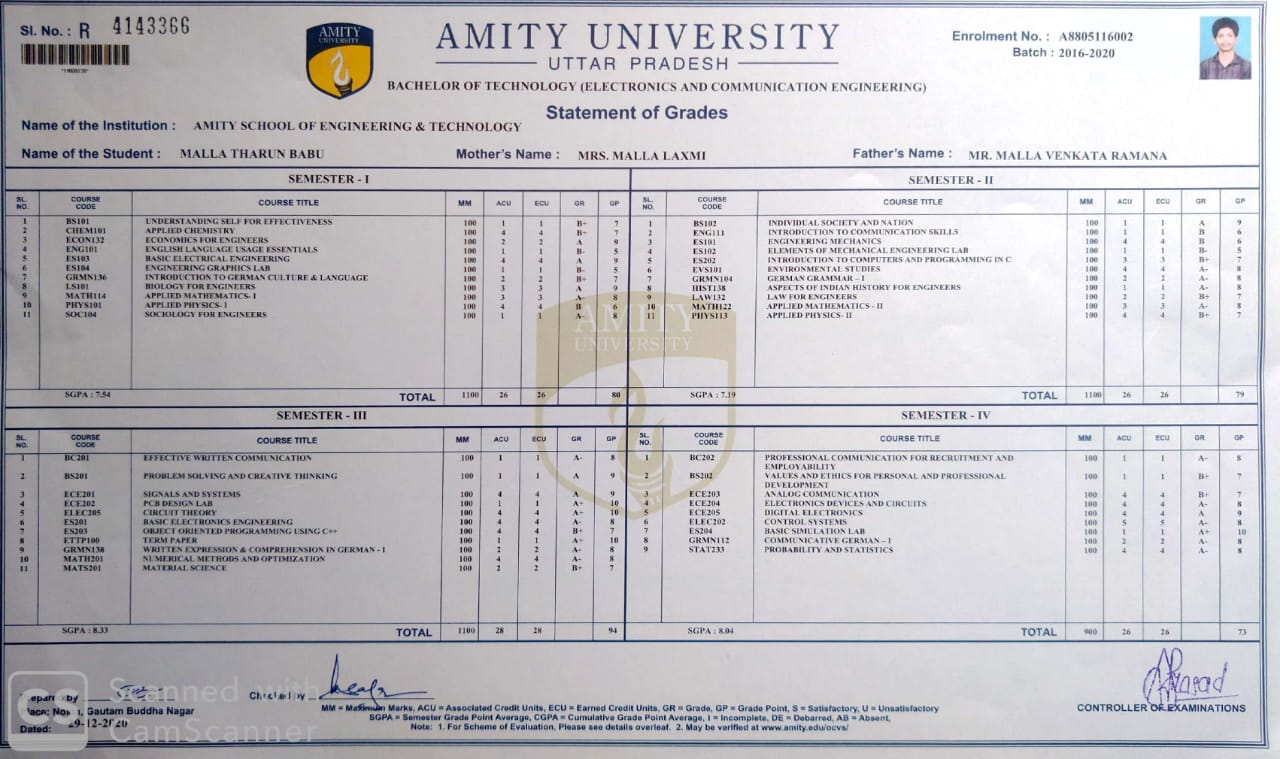 Sl. No. : R 4143366
AMITY UNIVERSITY
AMITY UNIVERSITY
UTTAR PRADESH
Enrolment No. : A8805116002
Batch : 2016-2020
BACHELOR OF TECHNOLOGY (ELECTRONICS AND COMMUNICATION ENGINEERING)
Statement of Grades
Name of the Institution : AMITY SCHOOL OF ENGINEERING & TECHNOLOGY
Name of the Student : MALLA THARUN BABU Mother's Name : MRS. MALLA LAXMI Father's Name : MR. MALLA VENKATA RAMANA
SEMESTER - I
SL. NO. COURSE CODE COURSE TITLE MM ACU ECU GR GP
1 BS101 UNDERSTANDING SELF FOR EFFECTIVENESS 100 1 1 B+ 7
2 CHEM101 APPLIED CHEMISTRY 100 4 4 B+ 7
3 ECON132 ECONOMICS FOR ENGINEERS 100 2 2 A 9
4 ENG101 ENGLISH LANGUAGE USAGE ESSENTIALS 100 1 1 B- 5
5 ES103 BASIC ELECTRICAL ENGINEERING 100 4 4 A 9
6 ES104 ENGINEERING GRAPHICS LAB 100 1 1 B- 5
7 GRMN136 INTRODUCTION TO GERMAN CULTURE & LANGUAGE 100 2 2 B+ 7
8 LS101 BIOLOGY FOR ENGINEERS 100 3 3 A 9
9 MATH114 APPLIED MATHEMATICS- I 100 3 3 A- 8
10 PHYS101 APPLIED PHYSICS- I 100 4 4 B 6
11 SOC104 SOCIOLOGY FOR ENGINEERS 100 1 1 A- 8
SGPA : 7.54 TOTAL 1100 26 26 80
SEMESTER - II
SL. NO. COURSE CODE COURSE TITLE MM ACU ECU GR GP
1 BS102 INDIVIDUAL SOCIETY AND NATION 100 1 1 A 9
2 ENG111 INTRODUCTION TO COMMUNICATION SKILLS 100 1 1 B 6
3 ES101 ENGINEERING MECHANICS 100 4 4 B 6
4 ES102 ELEMENTS OF MECHANICAL ENGINEERING LAB 100 1 1 B- 5
5 ES202 INTRODUCTION TO COMPUTERS AND PROGRAMMING IN C 100 3 3 B+ 7
6 EVS101 ENVIRONMENTAL STUDIES 100 4 4 A- 8
7 GRMN104 GERMAN GRAMMAR - I 100 2 2 A- 8
8 HIST138 ASPECTS OF INDIAN HISTORY FOR ENGINEERS 100 1 1 A- 8
9 LAW132 LAW FOR ENGINEERS 100 2 2 B+ 7
10 MATH122 APPLIED MATHEMATICS - II 100 3 3 A- 8
11 PHYS113 APPLIED PHYSICS- II 100 4 4 B+ 7
SGPA : 7.19 TOTAL 1100 26 26 79
AMITY
UNIVERSITY
SEMESTER - III
SL. NO. COURSE CODE COURSE TITLE MM ACU ECU GR GP
1 BC201 EFFECTIVE WRITTEN COMMUNICATION 100 1 1 A- 8
2 BS201 PROBLEM SOLVING AND CREATIVE THINKING 100 1 1 A 9
3 ECE201 SIGNALS AND SYSTEMS 100 4 4 A 9
4 ECE202 PCB DESIGN LAB 100 1 1 A+ 10
5 ELEC205 CIRCUIT THEORY 100 4 4 A+ 10
6 ES201 BASIC ELECTRONICS ENGINEERING 100 4 4 A- 8
7 ES203 OBJECT ORIENTED PROGRAMMING USING C++ 100 4 4 B+ 7
8 ETTP100 TERM PAPER 100 1 1 A+ 10
9 GRMN138 WRITTEN EXPRESSION & COMPREHENSION IN GERMAN - I 100 2 2 A- 8
10 MATH201 NUMERICAL METHODS AND OPTIMIZATION 100 4 4 A- 8
11 MATS201 MATERIAL SCIENCE 100 2 2 B+ 7
SGPA : 8.33 TOTAL 1100 28 28 94
SEMESTER - IV
SL. NO. COURSE CODE COURSE TITLE MM ACU ECU GR GP
1 BC202 PROFESSIONAL COMMUNICATION FOR RECRUITMENT AND 100 1 1 A- 8
EMPLOYABILITY
2 BS202 VALUES AND ETHICS FOR PERSONAL AND PROFESSIONAL 100 1 1 B+ 7
DEVELOPMENT
3 ECE203 ANALOG COMMUNICATION 100 4 4 B+ 7
4 ECE204 ELECTRONICS DEVICES AND CIRCUITS 100 4 4 A- 8
5 ECE205 DIGITAL ELECTRONICS 100 4 4 A 9
6 ELEC202 CONTROL SYSTEMS 100 5 5 A- 8
7 ES204 BASIC SIMULATION LAB 100 1 1 A+ 10
8 GRMN112 COMMUNICATIVE GERMAN - I 100 2 2 A- 8
9 STAT233 PROBABILITY AND STATISTICS 100 4 4 A- 8
SGPA : 8.04 TOTAL 900 26 26 73
Prepared by Checked by
Place: Noida, Gautam Buddha Nagar
Dated: 29-12-2020
CS Scanned with
CamScanner
MM = Maximum Marks, ACU = Associated Credit Units, ECU = Earned Credit Units, GR = Grade, GP = Grade Point, S = Satisfactory, U = Unsatisfactory
SGPA = Semester Grade Point Average, CGPA = Cumulative Grade Point Average, I = Incomplete, DE = Debarred, AB = Absent,
Note: 1. For Scheme of Evaluation, Please see details overleaf. 2. May be verified at www.amity.edu/ocvs/
CONTROLLER OF EXAMINATIONS